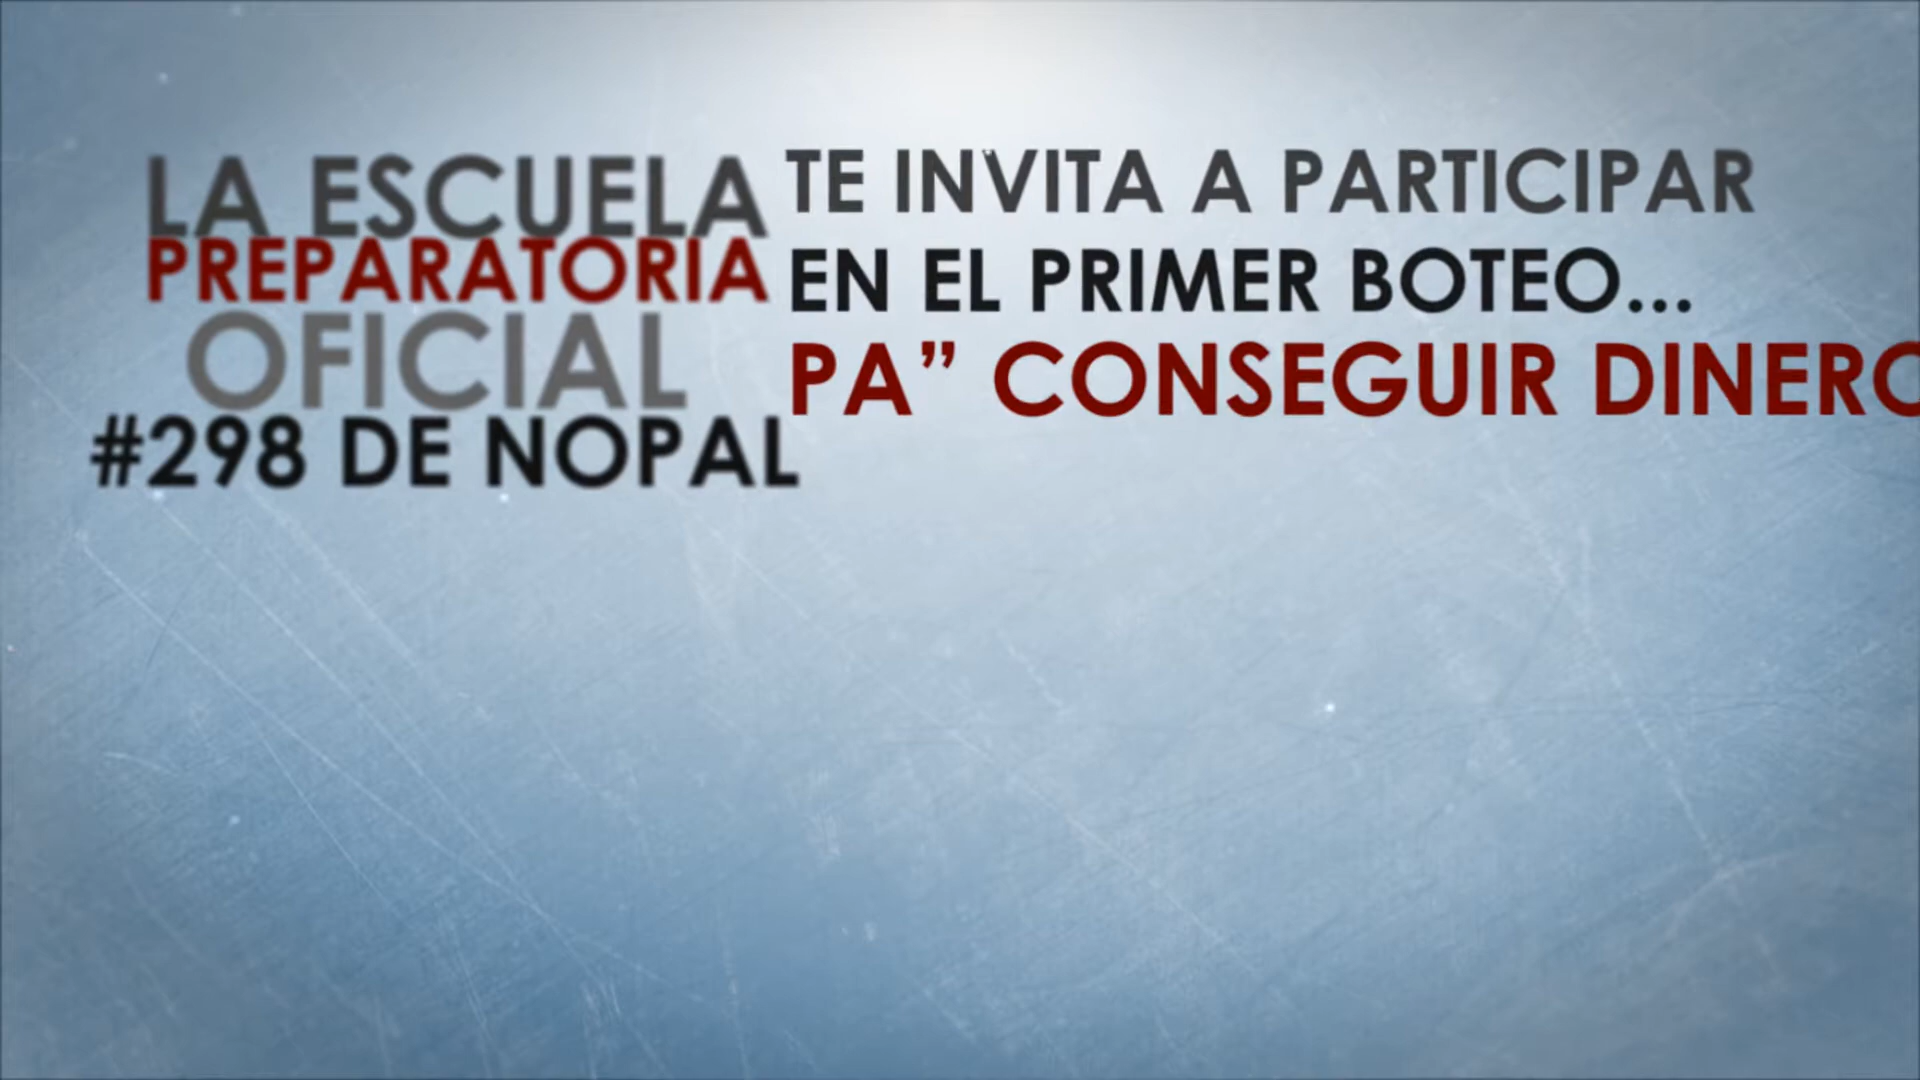 LA ESCUELA
PREPARATORIA
OFICIAL
#298 DE NOPAL
TE INVITA A PARTICIPAR
EN EL PRIMER BOTEO...
PA” CONSEGUIR DINERO